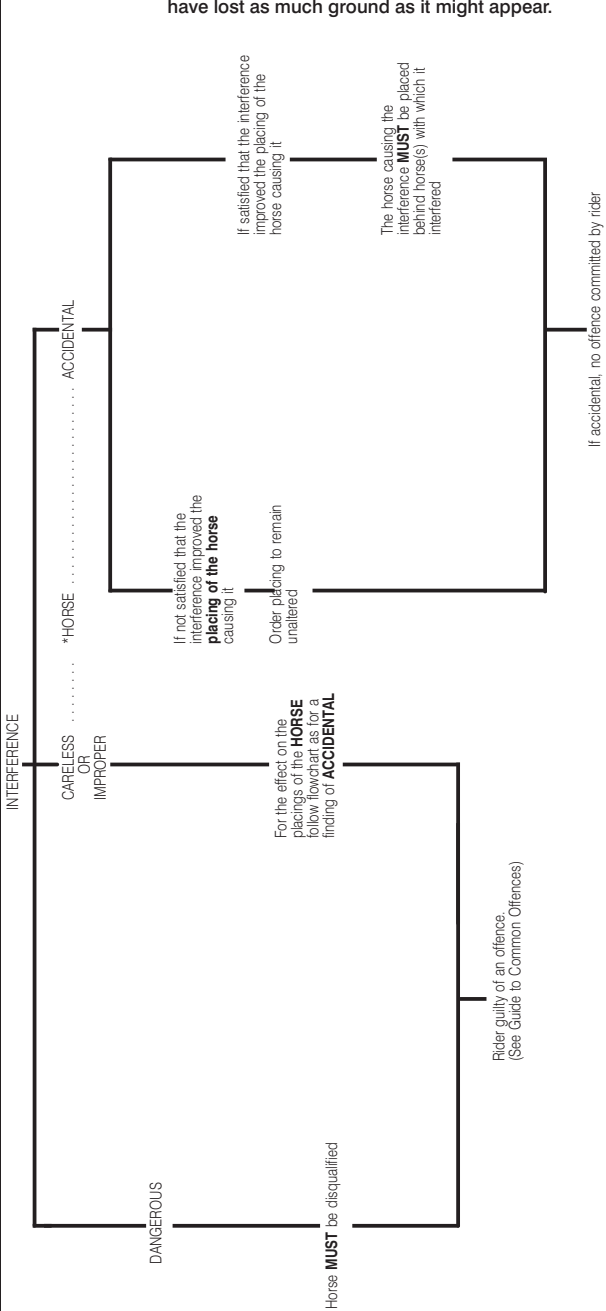 have lost as much ground as it might appear.
INTERFERENCE
DANGEROUS
Horse MUST be disqualified
CARELESS ........ *HORSE ................................ ACCIDENTAL
OR
IMPROPER
For the effect on the
placings of the HORSE
follow flowchart as for a
finding of ACCIDENTAL
Rider guilty of an offence.
(See Guide to Common Offences)
If not satisfied that the
interference improved the
placing of the horse
causing it
Order placing to remain
unaltered
If satisfied that the interference
improved the placing of the
horse causing it
The horse causing the
interference MUST be placed
behind horse(s) with which it
interfered
If accidental, no offence committed by rider